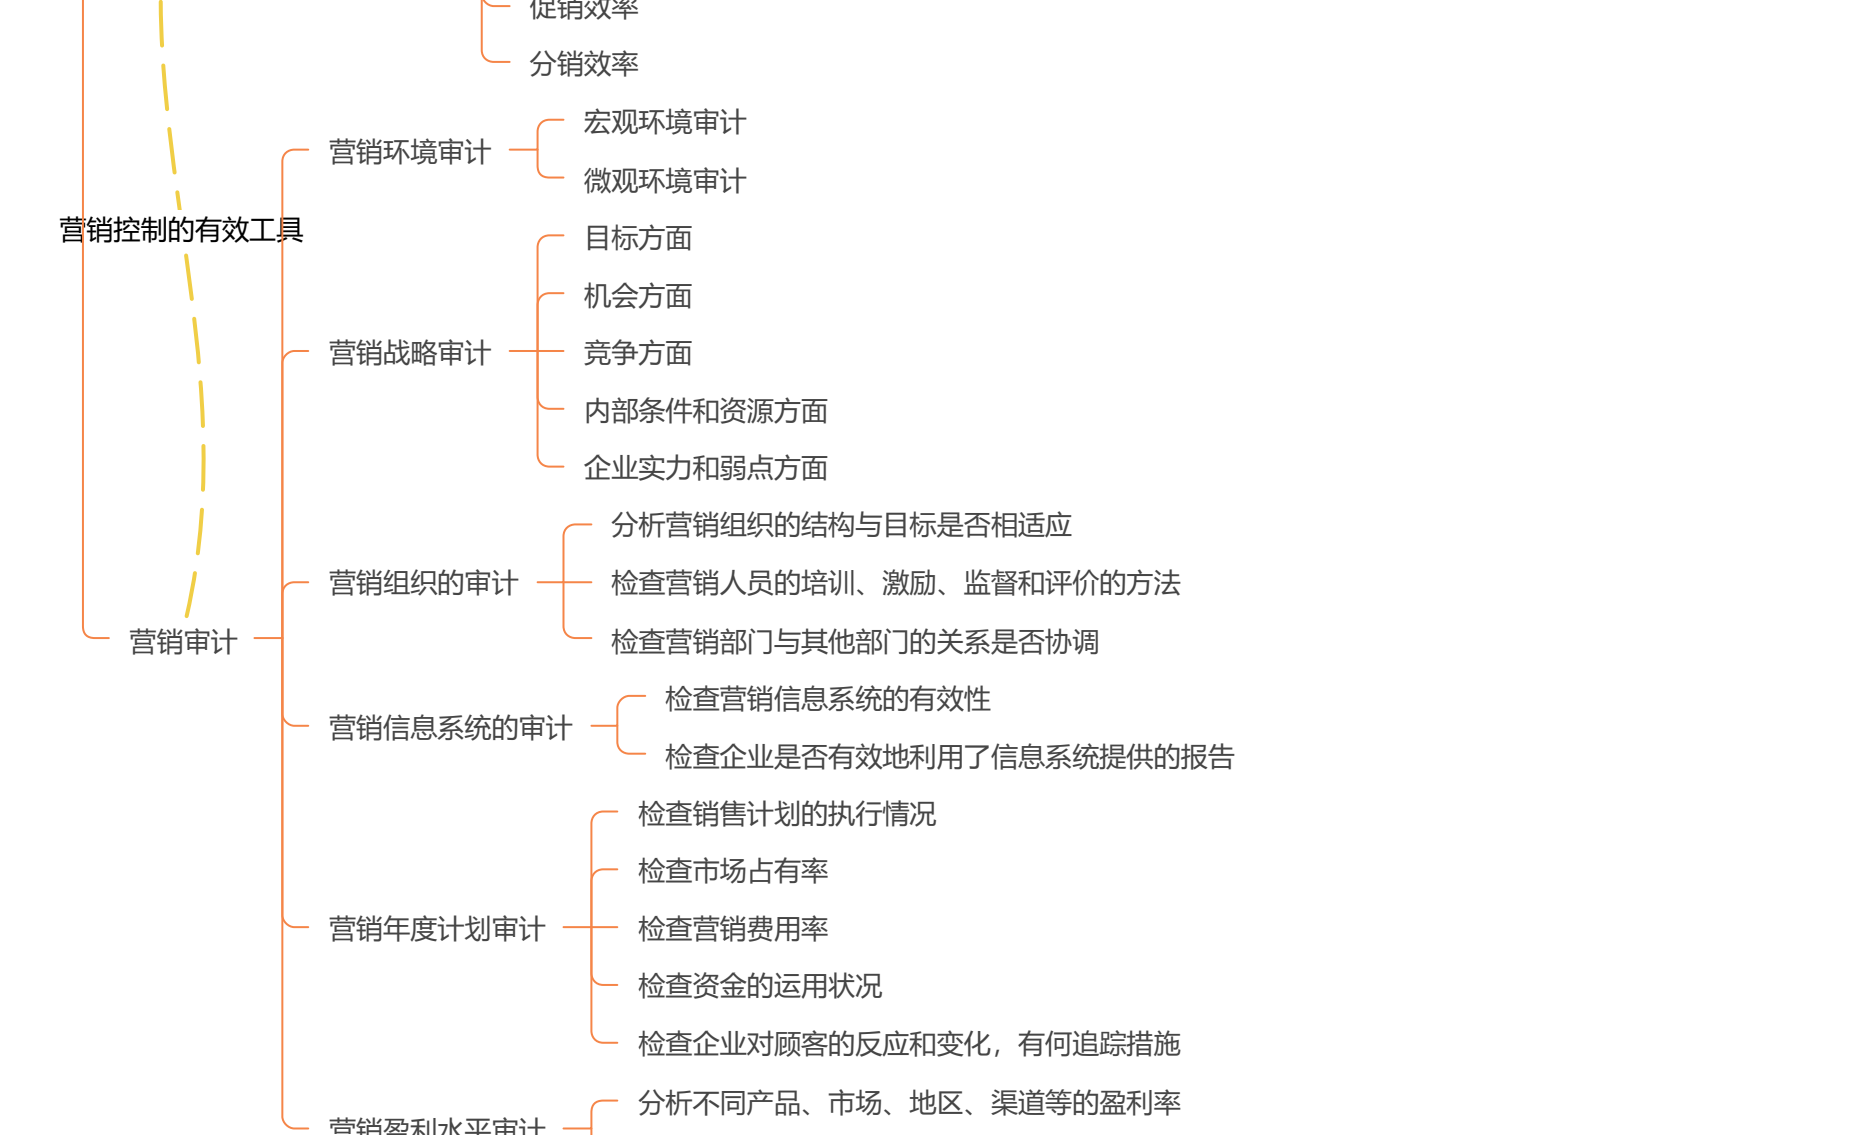 促销效率
分销效率
宏观环境审计
营销环境审计
微观环境审计
营销控制的有效工具
目标方面
机会方面
营销战略审计
竞争方面
内部条件和资源方面
企业实力和弱点方面
分析营销组织的结构与目标是否相适应
营销组织的审计
检查营销人员的培训、激励、监督和评价的方法
营销审计
检查营销部门与其他部门的关系是否协调
检查营销信息系统的有效性
营销信息系统的审计
检查企业是否有效地利用了信息系统提供的报告
检查销售计划的执行情况
检查市场占有率
营销年度计划审计
检查营销费用率
检查资金的运用状况
检查企业对顾客的反应和变化，有何追踪措施
分析不同产品、市场、地区、渠道等的盈利率
营销盈利水平审计